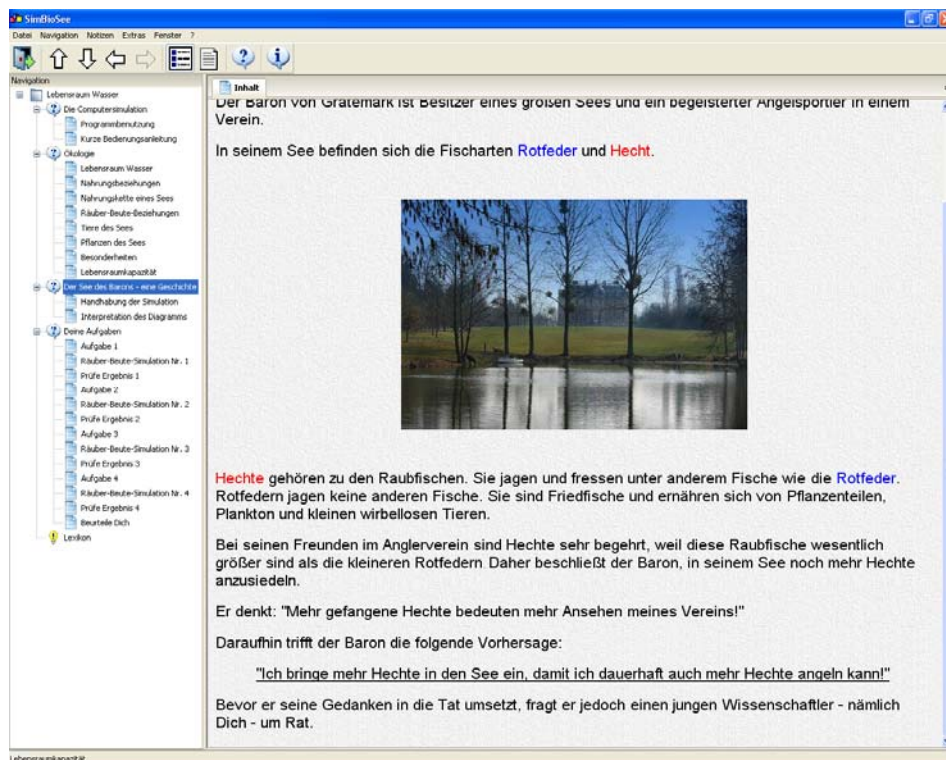 SimBioSee
Datei Navigation Notizen Extras Fenster ?
Navigation
Lebensraum Wasser
Die Computersimulation
Programmbenutzung
Kurze Bedienungsanleitung
Ökologie
Lebensraum Wasser
Nahrungsbeziehungen
Nahrungskette eines Sees
Räuber-Beute-Beziehungen
Tiere des Sees
Pflanzen des Sees
Besonderheiten
Lebensraumkapazität
Der See des Barons - eine Geschichte
Handhabung der Simulation
Interpretation des Diagramms
Deine Aufgaben
Aufgabe 1
Räuber-Beute-Simulation Nr. 1
Prüfe Ergebnis 1
Aufgabe 2
Räuber-Beute-Simulation Nr. 2
Prüfe Ergebnis 2
Aufgabe 3
Räuber-Beute-Simulation Nr. 3
Prüfe Ergebnis 3
Aufgabe 4
Räuber-Beute-Simulation Nr. 4
Prüfe Ergebnis 4
Beurteile Dich
Lexikon
Inhalt
Der Baron von Gratemark ist Besitzer eines großen Sees und ein begeisterter Angelsportler in einem
Verein.
In seinem See befinden sich die Fischarten Rotfeder und Hecht.
Hechte gehören zu den Raubfischen. Sie jagen und fressen unter anderem Fische wie die Rotfeder.
Rotfedern jagen keine anderen Fische. Sie sind Friedfische und ernähren sich von Pflanzenteilen,
Plankton und kleinen wirbellosen Tieren.
Bei seinen Freunden im Anglerverein sind Hechte sehr begehrt, weil diese Raubfische wesentlich
größer sind als die kleineren Rotfedern. Daher beschließt der Baron, in seinem See noch mehr Hechte
anzusiedeln.
Er denkt: "Mehr gefangene Hechte bedeuten mehr Ansehen meines Vereins!"
Daraufhin trifft der Baron die folgende Vorhersage:
"Ich bringe mehr Hechte in den See ein, damit ich dauerhaft auch mehr Hechte angeln kann!"
Bevor er seine Gedanken in die Tat umsetzt, fragt er jedoch einen jungen Wissenschaftler - nämlich
Dich - um Rat.
Lebensraumkapazität